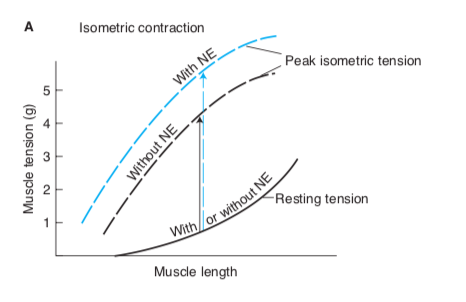 A
Isometric contraction
With NE
Peak isometric tension
Without NE
Muscle tension (g)
5
4
3
2
1
With or without NE
Resting tension
Muscle length